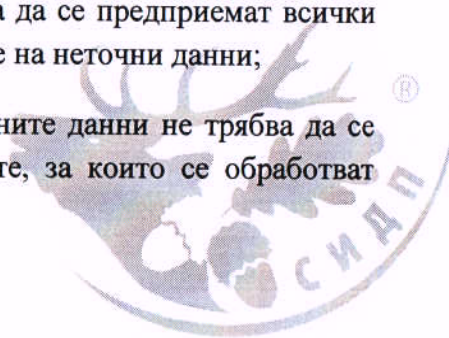 а да се предприемат всички
е на неточни данни;
ните данни не трябва да се
те, за които се обработват
®
СИДП